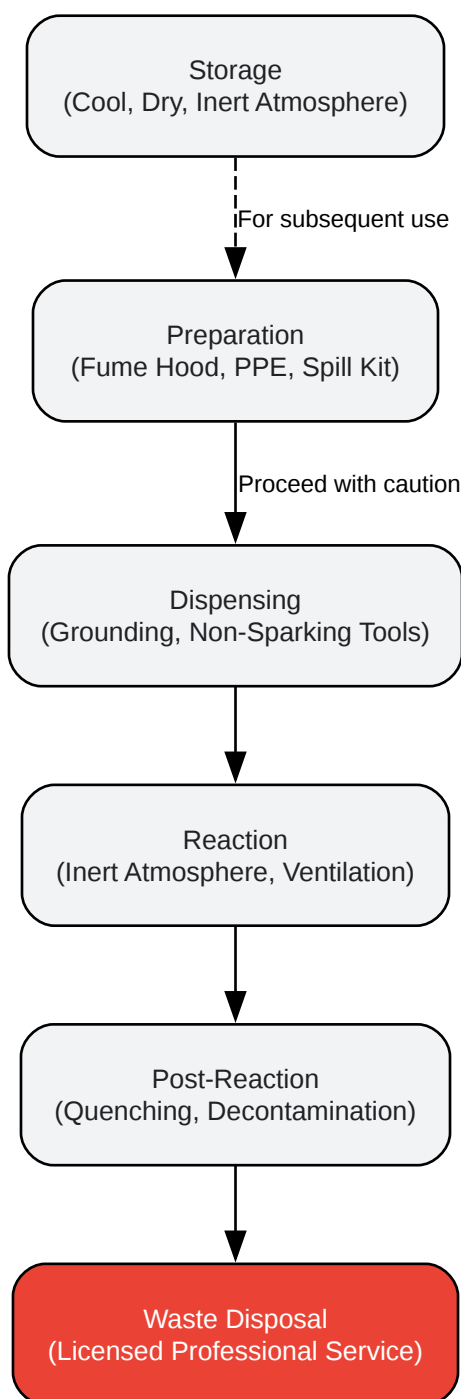 Storage
(Cool, Dry, Inert Atmosphere)
For subsequent use
Preparation
(Fume Hood, PPE, Spill Kit)
Proceed with caution
Dispensing
(Grounding, Non-Sparking Tools)
Reaction
(Inert Atmosphere, Ventilation)
Post-Reaction
(Quenching, Decontamination)
Waste Disposal
(Licensed Professional Service)